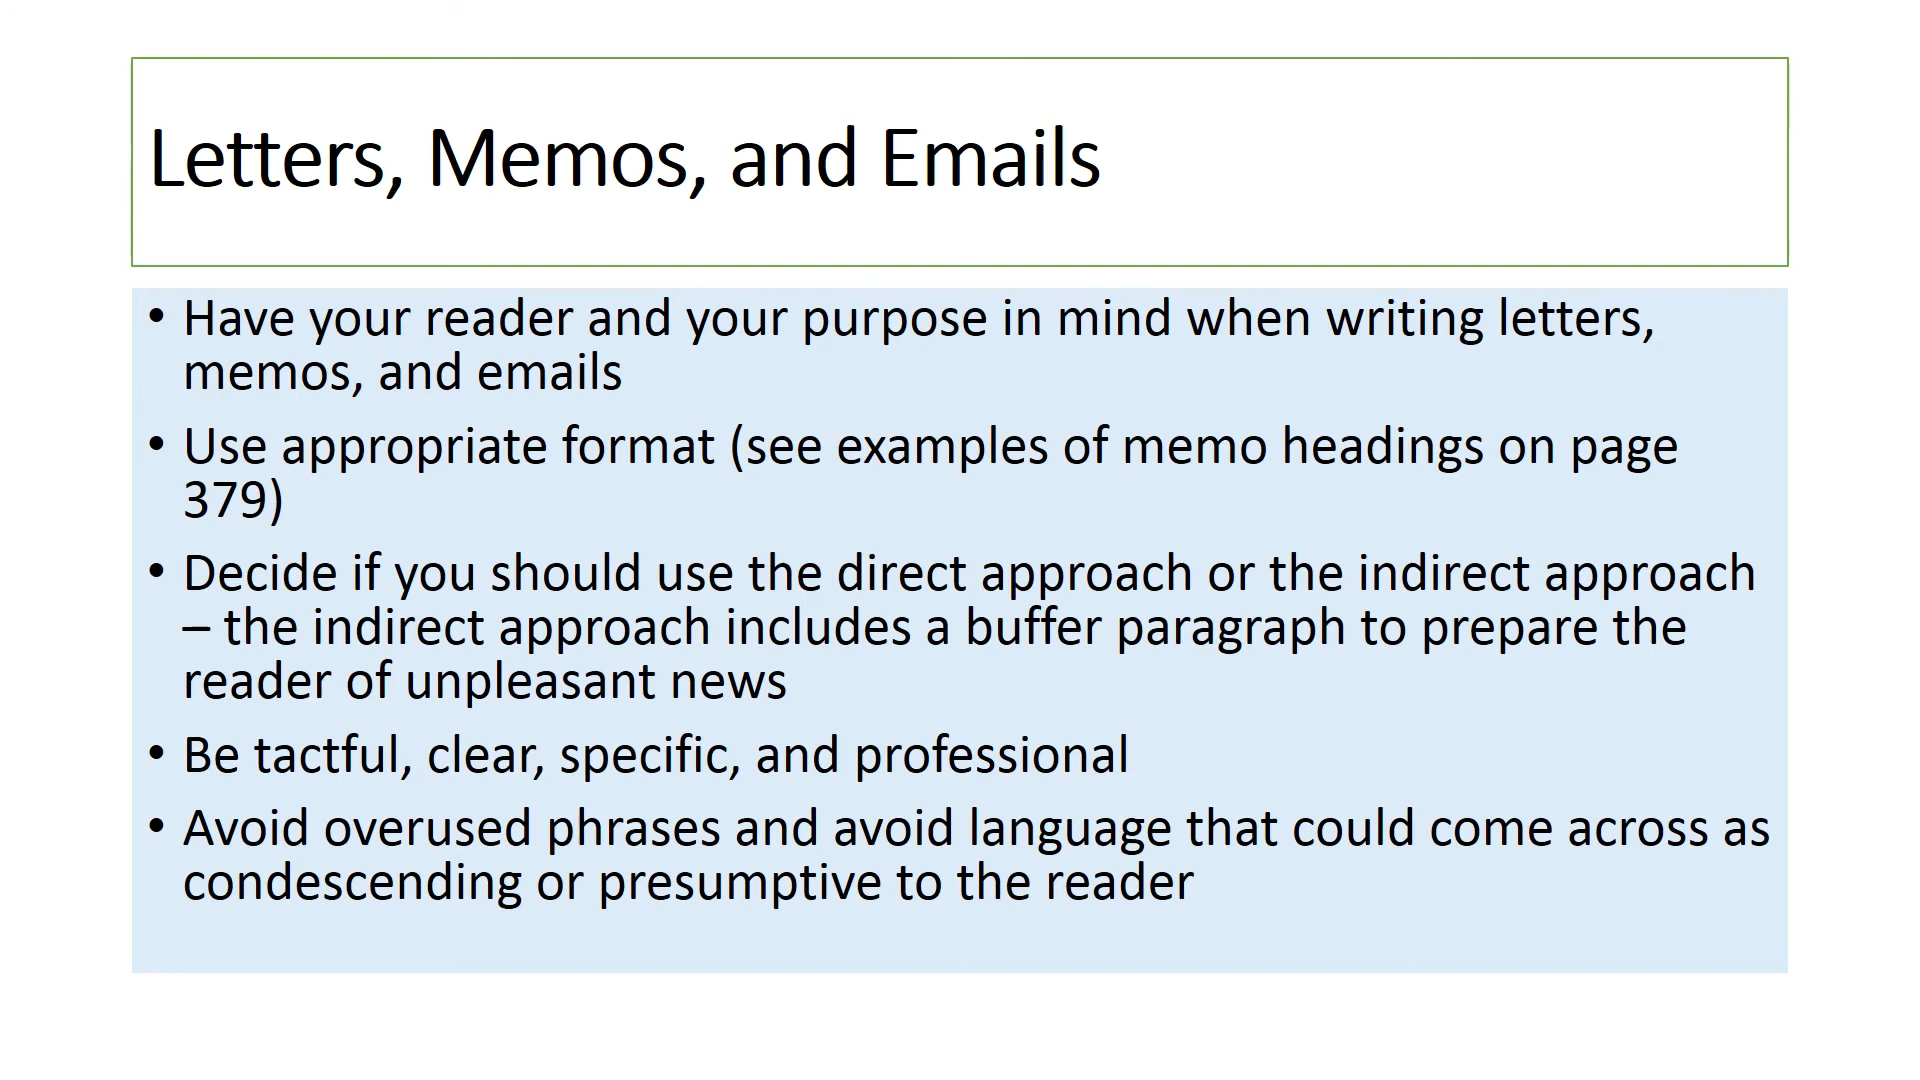 Letters, Memos, and Emails
• Have your reader and your purpose in mind when writing letters,
memos, and emails
• Use appropriate format (see examples of memo headings on page
379)
• Decide if you should use the direct approach or the indirect approach
– the indirect approach includes a buffer paragraph to prepare the
reader of unpleasant news
• Be tactful, clear, specific, and professional
• Avoid overused phrases and avoid language that could come across as
condescending or presumptive to the reader